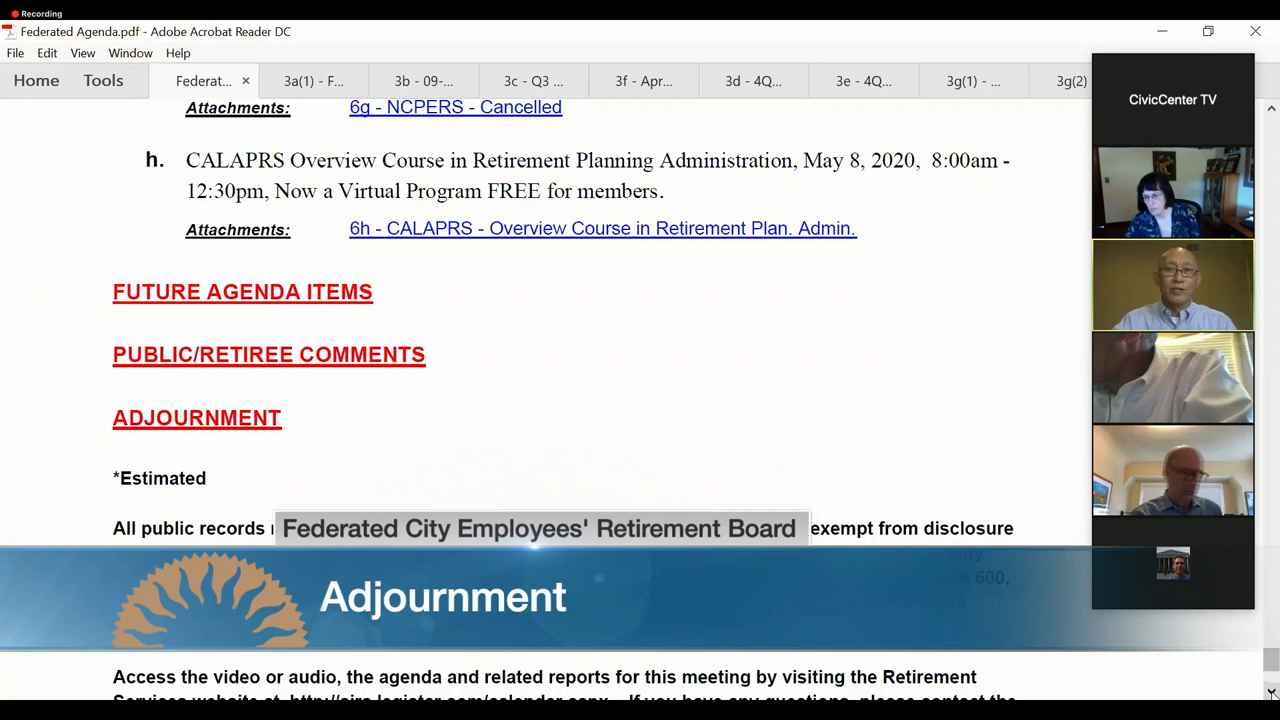 Recording
Federated Agenda.pdf - Adobe Acrobat Reader DC
File Edit View Window Help
Home Tools Federat... × 3a(1) - F... 3b - 09-... 3c - Q3 ... 3f - Apr... 3d - 4Q... 3e - 4Q... 3g(1) - ... 3g(2)
CivicCenter TV
Attachments: 6g - NCPERS - Cancelled
h. CALAPRS Overview Course in Retirement Planning Administration, May 8, 2020, 8:00am -
12:30pm, Now a Virtual Program FREE for members.
Attachments: 6h - CALAPRS - Overview Course in Retirement Plan. Admin.
FUTURE AGENDA ITEMS
PUBLIC/RETIREE COMMENTS
ADJOURNMENT
*Estimated
All public records
Federated City Employees' Retirement Board
exempt from disclosure
600,
Adjournment
Access the video or audio, the agenda and related reports for this meeting by visiting the Retirement